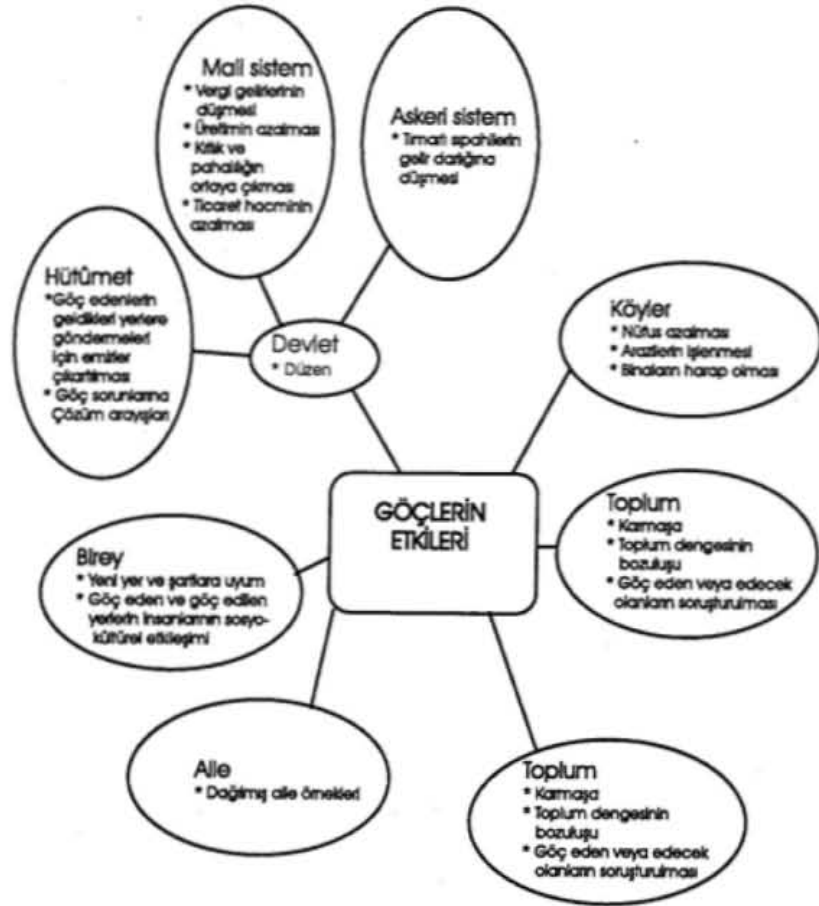 Mali sistem
* Vergi gelirlerinin
düşmesi
* Üretimin azalması
* Kıtlık ve
pahalılığın
ortaya çıkması
* Ticaret hacminin
azalması
Askeri sistem
* Tımarlı sipahilerin
gelir darlığına
düşmesi
Hütûmet
*Göç edenlerin
geldikleri yerlere
göndermeleri
için emirler
çıkartılması
* Göç sorunlarına
Çözüm arayışları
Devlet
* Düzen
Köyler
* Nüfus azalması
* Arazilerin işlenmesi
* Binaların harap olması
GÖÇLERİN
ETKİLERİ
Toplum
* Karmaşa
* Toplum dengesinin
bozuluşu
* Göç eden veya edecek
olanların soruşturulması
Birey
* Yeni yer ve şartlara uyum
* Göç eden ve göç edilen
yerlerin insanlarının sosyo-
kültürel etkileşimi
Aile
* Dağılmış aile örnekleri
Toplum
* Karmaşa
* Toplum dengesinin
bozuluşu
* Göç eden veya edecek
olanların soruşturulması